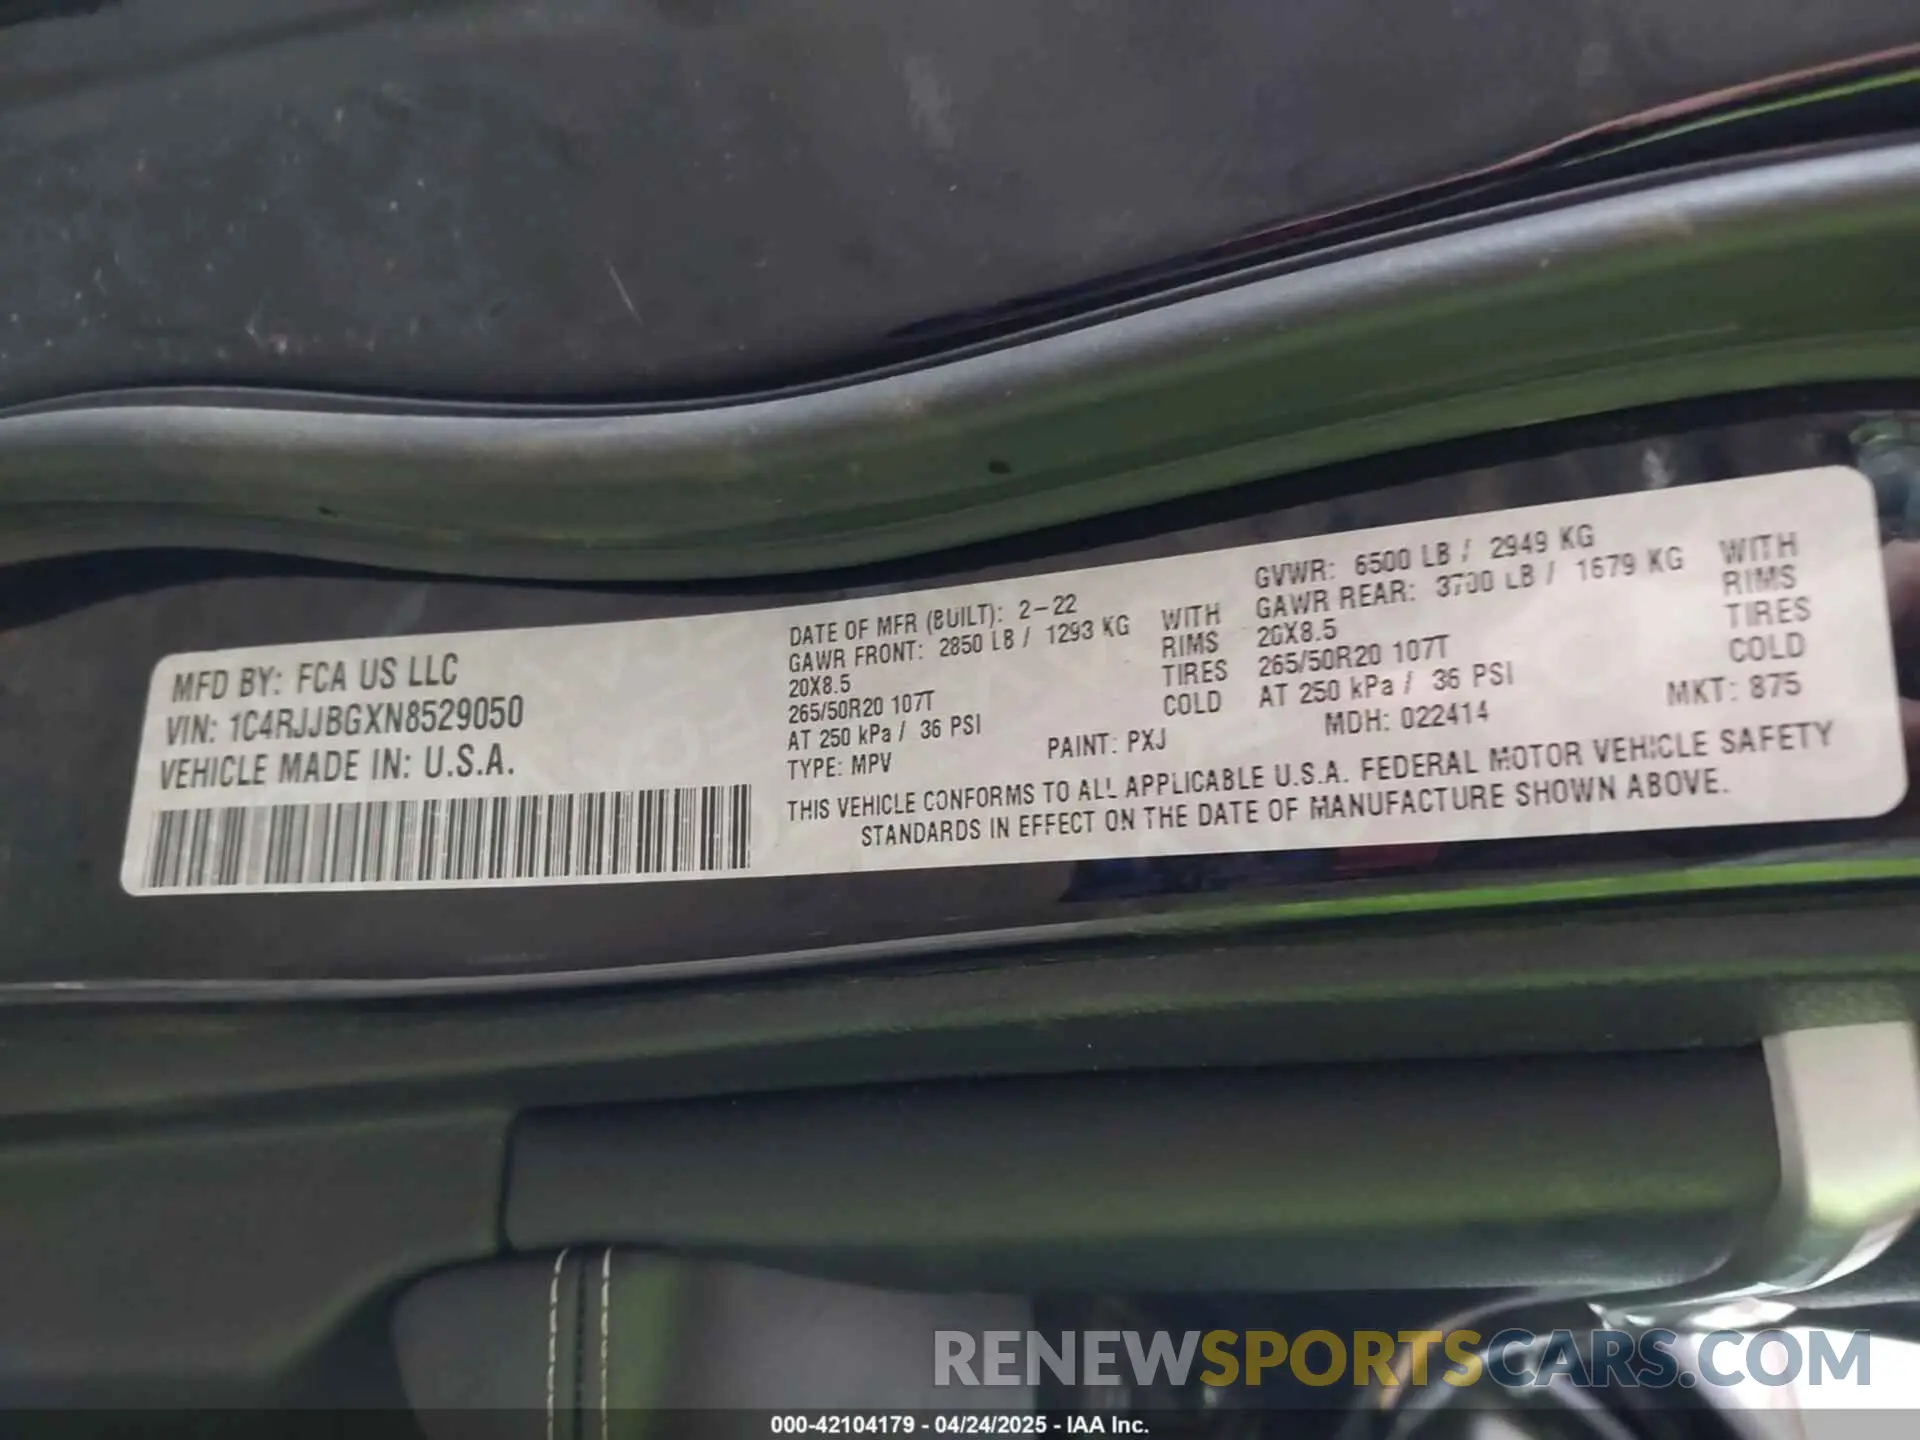 MFD BY: FCA US LLC
VIN: 1C4RJJBGXN8529050
VEHICLE MADE IN: U.S.A.
DATE OF MFR (BUILT): 2-22
GAWR FRONT: 2850 LB / 1293 KG WITH
20X8.5 RIMS
265/50R20 107T TIRES
AT 250 kPa / 36 PSI COLD
TYPE: MPV PAINT: PXJ
GVWR: 6500 LB / 2949 KG
GAWR REAR: 3700 LB / 1679 KG WITH
20X8.5 RIMS
265/50R20 107T TIRES
AT 250 kPa / 36 PSI COLD
MDH: 022414 MKT: 875
THIS VEHICLE CONFORMS TO ALL APPLICABLE U.S.A. FEDERAL MOTOR VEHICLE SAFETY
STANDARDS IN EFFECT ON THE DATE OF MANUFACTURE SHOWN ABOVE.
RENEWSPORTSCARS.COM
000-42104179 - 04/24/2025 - IAA Inc.